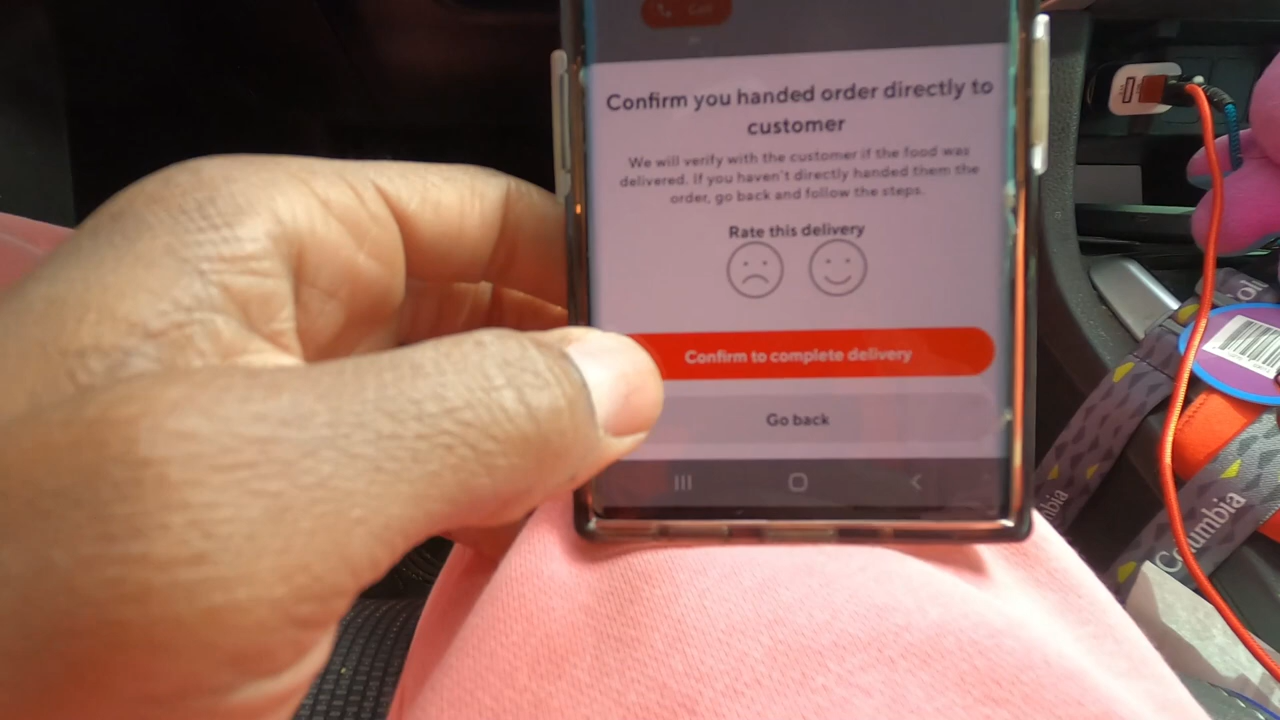 Call
Confirm you handed order directly to
customer
We will verify with the customer if the food was
delivered. If you haven't directly handed them the
order, go back and follow the steps.
Rate this delivery
Confirm to complete delivery
Go back
Columbia